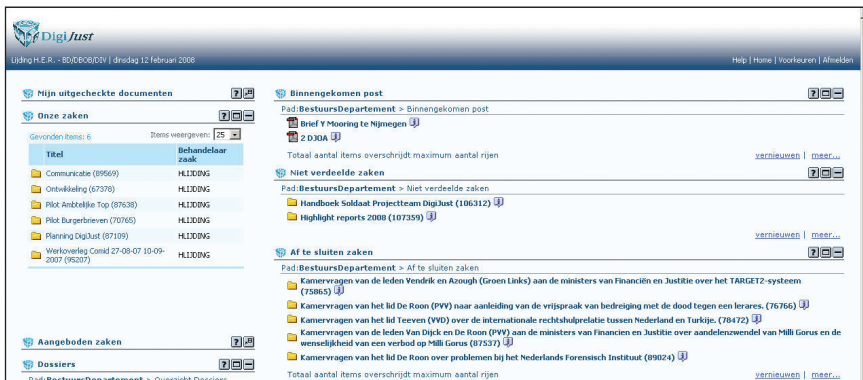 DigiJust
Lijding H.E.R. - BD/DBOB/DIV | dinsdag 12 februari 2008
Help | Home | Voorkeuren | Afmelden
Mijn uitgecheckte documenten
Onze zaken
Gevonden items: 6
Items weergeven: 25
Titel
Behandelaar zaak
Communicatie (89569) HLIJDING
Ontwikkeling (67378) HLIJDING
Pilot Ambtelijke Top (87638) HLIJDING
Pilot Burgerbrieven (70765) HLIJDING
Planning DigiJust (87109) HLIJDING
Werkoverleg Comid 27-08-07 10-09-
2007 (95207) HLIJDING
Aangeboden zaken
Dossiers
Pad:BestuursDepartement > Overzicht Dossiers
Binnengekomen post
Pad:BestuursDepartement > Binnengekomen post
Brief Y Mooring te Nijmegen
2 DJOA
Totaal aantal items overschrijdt maximum aantal rijen
vernieuwen | meer...
Niet verdeelde zaken
Pad:BestuursDepartement > Niet verdeelde zaken
Handboek Soldaat Projectteam DigiJust (106312)
Highlight reports 2008 (107359)
vernieuwen | meer...
Af te sluiten zaken
Pad:BestuursDepartement > Af te sluiten zaken
Kamervragen van de leden Vendrik en Azough (Groen Links) aan de ministers van Financiën en Justitie over het TARGET2-systeem
(75865)
Kamervragen van het lid De Roon (PVV) naar aanleiding van de vrijspraak van bedreiging met de dood tegen een lerares. (76766)
Kamervragen van het lid Teeven (VVD) over de internationale rechtshulprelatie tussen Nederland en Turkije. (78472)
Kamervragen van de leden Van Dijck en De Roon (PVV) aan de ministers van Financien en Justitie over aandelenzwendel van Milli Gorus en de
wenselijkheid van een verbod op Milli Gorus (87537)
Kamervragen van het lid De Roon over problemen bij het Nederlands Forensisch Instituut (89024)
Totaal aantal items overschrijdt maximum aantal rijen
vernieuwen | meer...